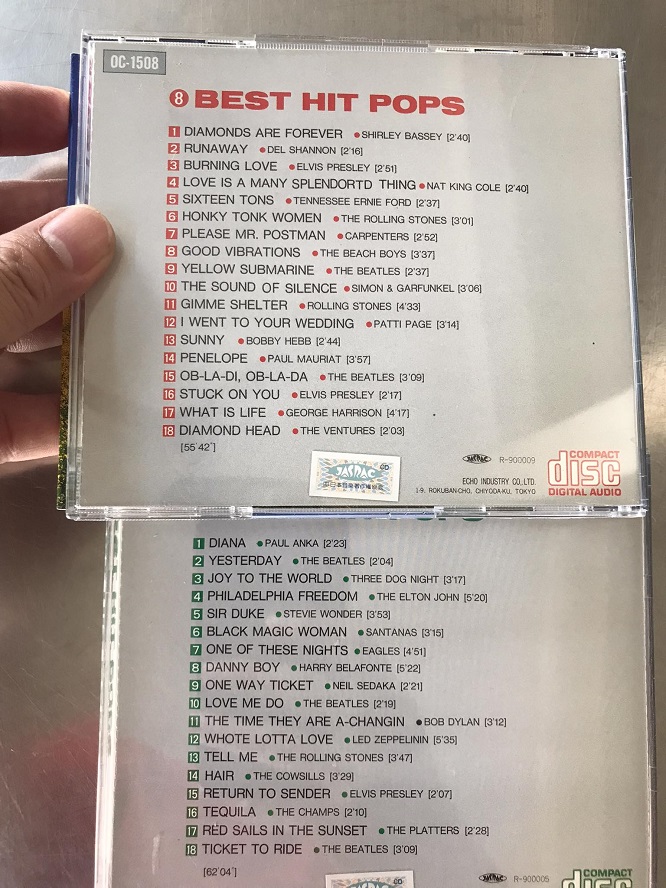 OC-1508
8 BEST HIT POPS
1 DIAMONDS ARE FOREVER ●SHIRLEY BASSEY [2'40]
2 RUNAWAY ●DEL SHANNON [2'16]
3 BURNING LOVE ●ELVIS PRESLEY [2'51]
4 LOVE IS A MANY SPLENDORTD THING ●NAT KING COLE [2'40]
5 SIXTEEN TONS ●TENNESSEE ERNIE FORD [2'37]
6 HONKY TONK WOMEN ●THE ROLLING STONES [3'01]
7 PLEASE MR. POSTMAN ●CARPENTERS [2'52]
8 GOOD VIBRATIONS ●THE BEACH BOYS [3'37]
9 YELLOW SUBMARINE ●THE BEATLES [2'37]
10 THE SOUND OF SILENCE ●SIMON & GARFUNKEL [3'06]
11 GIMME SHELTER ●ROLLING STONES [4'33]
12 I WENT TO YOUR WEDDING ●PATTI PAGE [3'14]
13 SUNNY ●BOBBY HEBB [2'44]
14 PENELOPE ●PAUL MAURIAT [3'57]
15 OB-LA-DI, OB-LA-DA ●THE BEATLES [3'09]
16 STUCK ON YOU ●ELVIS PRESLEY [2'17]
17 WHAT IS LIFE ●GEORGE HARRISON [4'17]
18 DIAMOND HEAD ●THE VENTURES [2'03]
[55'42"]
JASRAC CD
JASRAC R-900009
ECHO INDUSTRY CO,.LTD.
1-9. ROKUBAN-CHO, CHIYODA-KU, TOKYO
COMPACT
disc
DIGITAL AUDIO
1 DIANA ●PAUL ANKA [2'23]
2 YESTERDAY ●THE BEATLES [2'04]
3 JOY TO THE WORLD ●THREE DOG NIGHT [3'17]
4 PHILADELPHIA FREEDOM ●THE ELTON JOHN [5'20]
5 SIR DUKE ●STEVIE WONDER [3'53]
6 BLACK MAGIC WOMAN ●SANTANAS [3'15]
7 ONE OF THESE NIGHTS ●EAGLES [4'51]
8 DANNY BOY ●HARRY BELAFONTE [5'22]
9 ONE WAY TICKET ●NEIL SEDAKA [2'21]
10 LOVE ME DO ●THE BEATLES [2'19]
11 THE TIME THEY ARE A-CHANGIN ●BOB DYLAN [3'12]
12 WHOTE LOTTA LOVE ●LED ZEPPELININ [5'35]
13 TELL ME ●THE ROLLING STONES [3'47]
14 HAIR ●THE COWSILLS [3'29]
15 RETURN TO SENDER ●ELVIS PRESLEY [2'07]
16 TEQUILA ●THE CHAMPS [2'10]
17 RED SAILS IN THE SUNSET ●THE PLATTERS [2'28]
18 TICKET TO RIDE ●THE BEATLES [3'09]
[62'04"]
JASRAC R-900005
COMPACT
disc